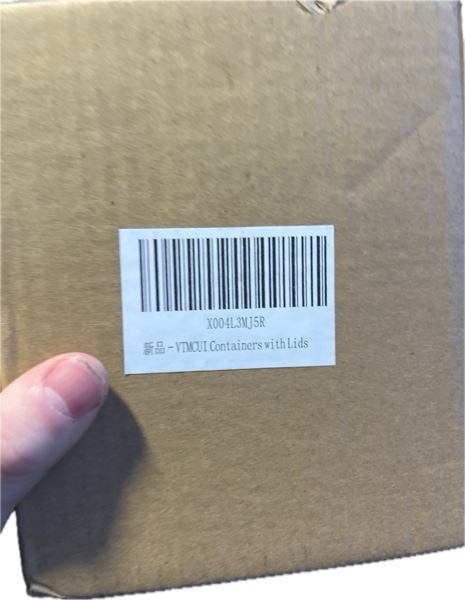 X004L3MJ5R
新品 - VTMCUI Containers with Lids